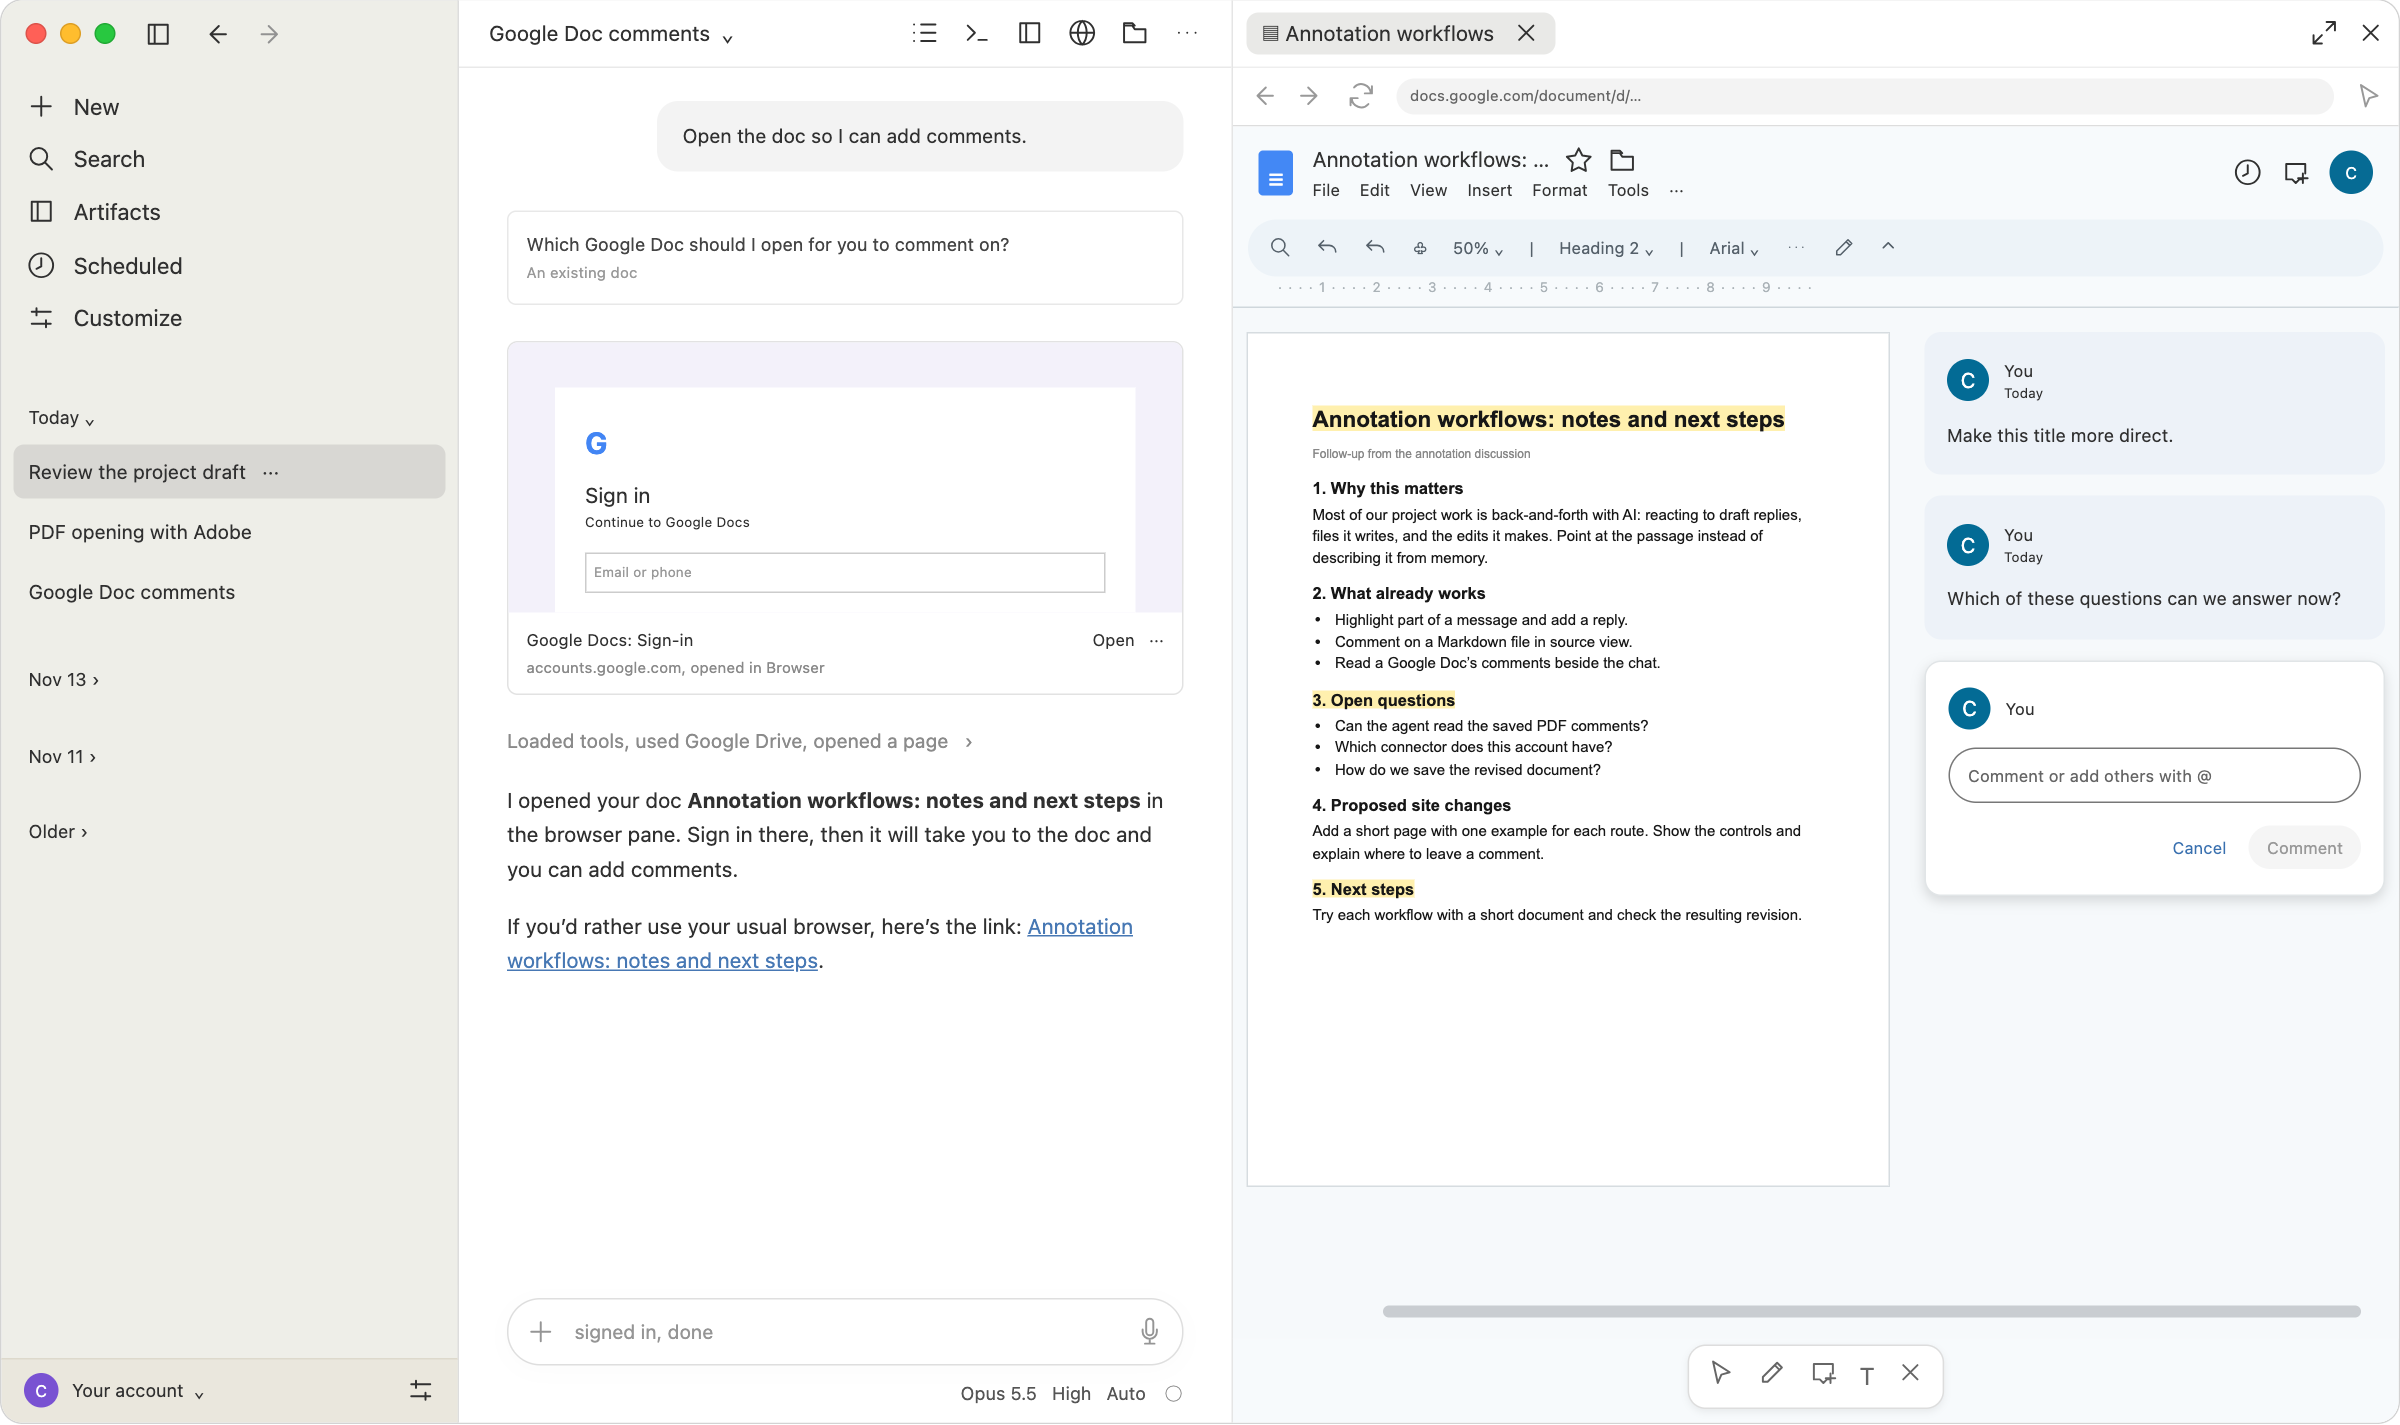 New
Search
Artifacts
Scheduled
Customize
Today
Review the project draft ...
PDF opening with Adobe
Google Doc comments
Nov 13 ›
Nov 11 ›
Older ›
C
Your account
Google Doc comments
Open the doc so I can add comments.
Which Google Doc should I open for you to comment on?
An existing doc
G
Sign in
Continue to Google Docs
Email or phone
Google Docs: Sign-in
Open ...
accounts.google.com, opened in Browser
Loaded tools, used Google Drive, opened a page ›
I opened your doc Annotation workflows: notes and next steps in
the browser pane. Sign in there, then it will take you to the doc and
you can add comments.
If you’d rather use your usual browser, here’s the link: Annotation
workflows: notes and next steps.
signed in, done
Opus 5.5 High Auto
Annotation workflows
docs.google.com/document/d/...
Annotation workflows: ...
File Edit View Insert Format Tools ...
C
50% | Heading 2 | Arial ...
· · · · 1 · · · · 2 · · · · 3 · · · · 4 · · · · 5 · · · · 6 · · · · 7 · · · · 8 · · · · 9 · · · ·
Annotation workflows: notes and next steps
Follow-up from the annotation discussion
1. Why this matters
Most of our project work is back-and-forth with AI: reacting to draft replies,
files it writes, and the edits it makes. Point at the passage instead of
describing it from memory.
2. What already works
• Highlight part of a message and add a reply.
• Comment on a Markdown file in source view.
• Read a Google Doc’s comments beside the chat.
3. Open questions
• Can the agent read the saved PDF comments?
• Which connector does this account have?
• How do we save the revised document?
4. Proposed site changes
Add a short page with one example for each route. Show the controls and
explain where to leave a comment.
5. Next steps
Try each workflow with a short document and check the resulting revision.
C
You
Today
Make this title more direct.
C
You
Today
Which of these questions can we answer now?
C
You
Comment or add others with @
Cancel
Comment
T